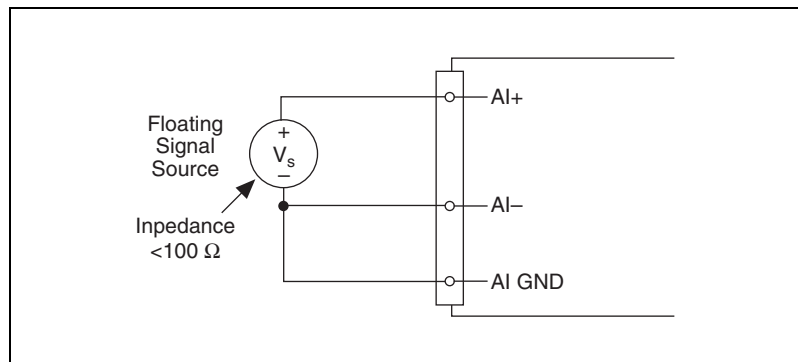 AI+
Floating
Signal
Source
+
Vs
–
Inpedance
<100 Ω
AI–
AI GND